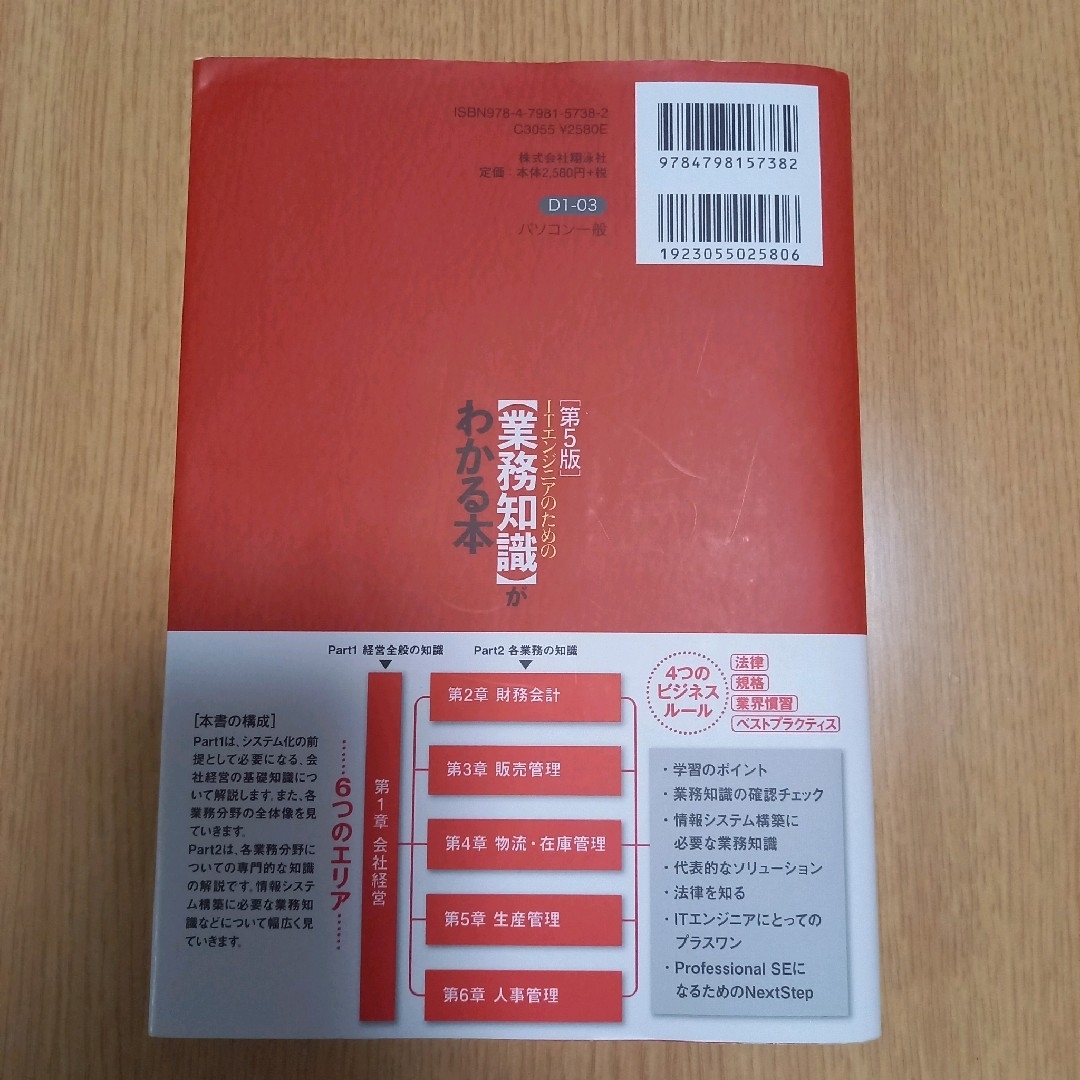 ISBN978-4-7981-5738-2
C3055 ¥2580E
株式会社翔泳社
定価：本体2,580円+税
D1-03
パソコン一般
9784798157382
1923055025806
［第5版］
ITエンジニアのための
【業務知識】が
わかる本
Part1 経営全般の知識
Part2 各業務の知識
［本書の構成］
Part1は、システム化の前
提として必要になる、会
社経営の基礎知識につ
いて解説します。また、各
業務分野の全体像を見
ていきます。
Part2は、各業務分野に
ついての専門的な知識
の解説です。情報システ
ム構築に必要な業務知
識などについて幅広く見
ていきます。
……6つのエリア……
第1章 会社経営
第2章 財務会計
第3章 販売管理
第4章 物流・在庫管理
第5章 生産管理
第6章 人事管理
4つの
ビジネス
ルール
法律
規格
業界慣習
ベストプラクティス
・学習のポイント
・業務知識の確認チェック
・情報システム構築に
必要な業務知識
・代表的なソリューション
・法律を知る
・ITエンジニアにとっての
プラスワン
・Professional SEに
なるためのNextStep